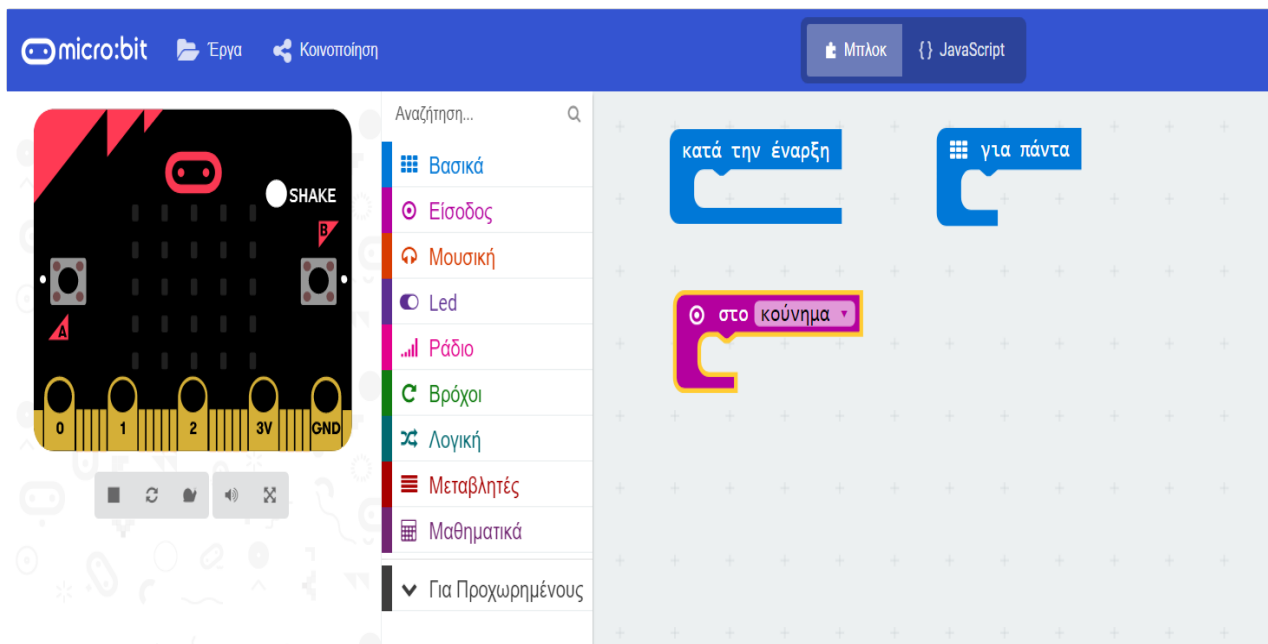 micro:bit Έργα Κοινοποίηση Μπλοκ {} JavaScript
SHAKE
B
A
0 1 2 3V GND
Αναζήτηση...
Βασικά
Είσοδος
Μουσική
Led
Ράδιο
Βρόχοι
Λογική
Μεταβλητές
Μαθηματικά
Για Προχωρημένους
κατά την έναρξη
για πάντα
στο κούνημα